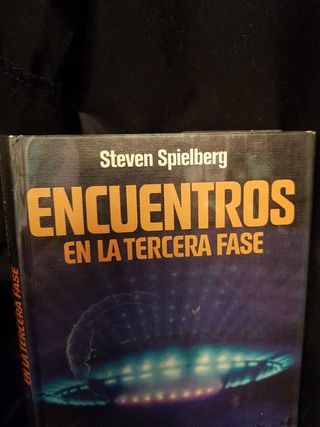 Steven Spielberg
ENCUENTROS
EN LA TERCERA FASE
EN LA TERCERA FASE